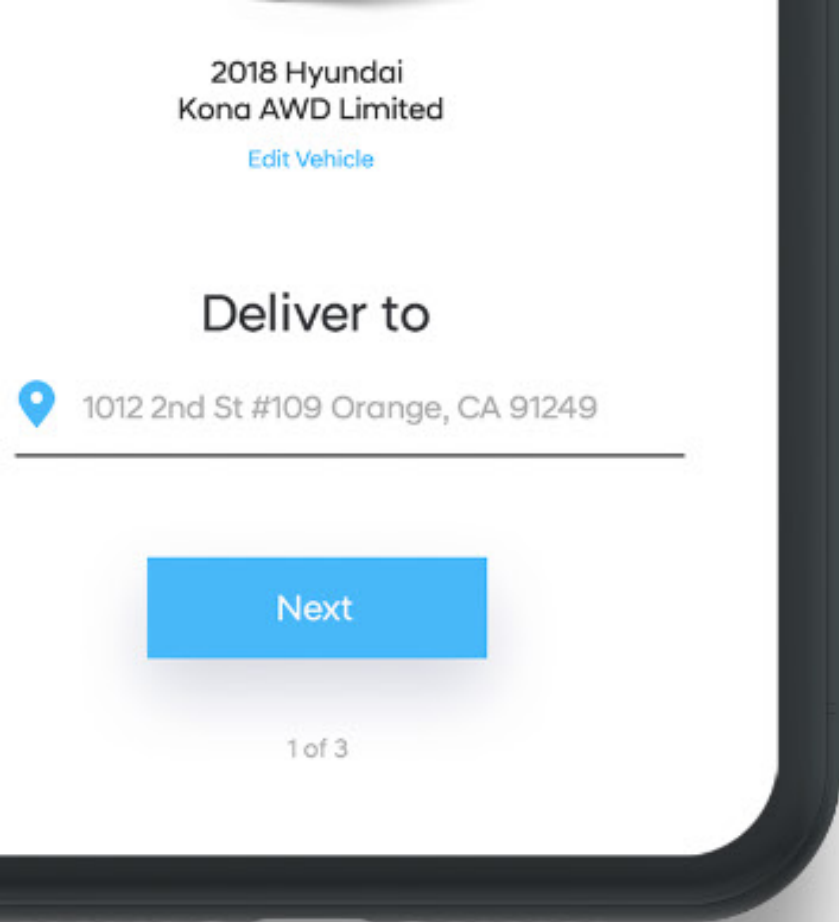 2018 Hyundai
Kona AWD Limited
Edit Vehicle
Deliver to
1012 2nd St #109 Orange, CA 91249
Next
1 of 3